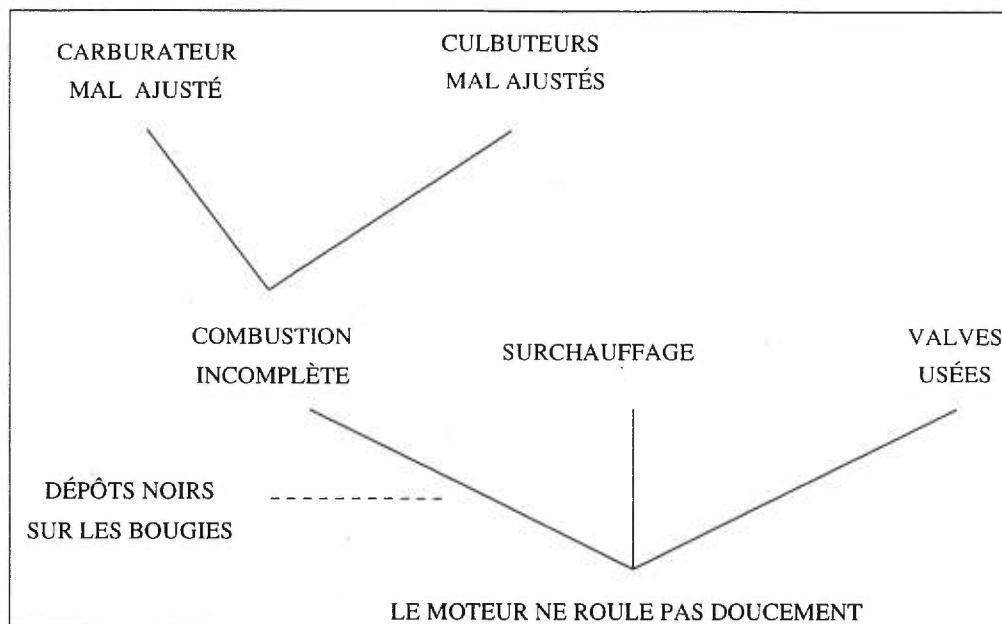 CARBURATEUR
MAL AJUSTÉ
CULBUTEURS
MAL AJUSTÉS
COMBUSTION
INCOMPLÈTE
SURCHAUFFAGE
VALVES
USÉES
DÉPÔTS NOIRS
SUR LES BOUGIES
LE MOTEUR NE ROULE PAS DOUCEMENT